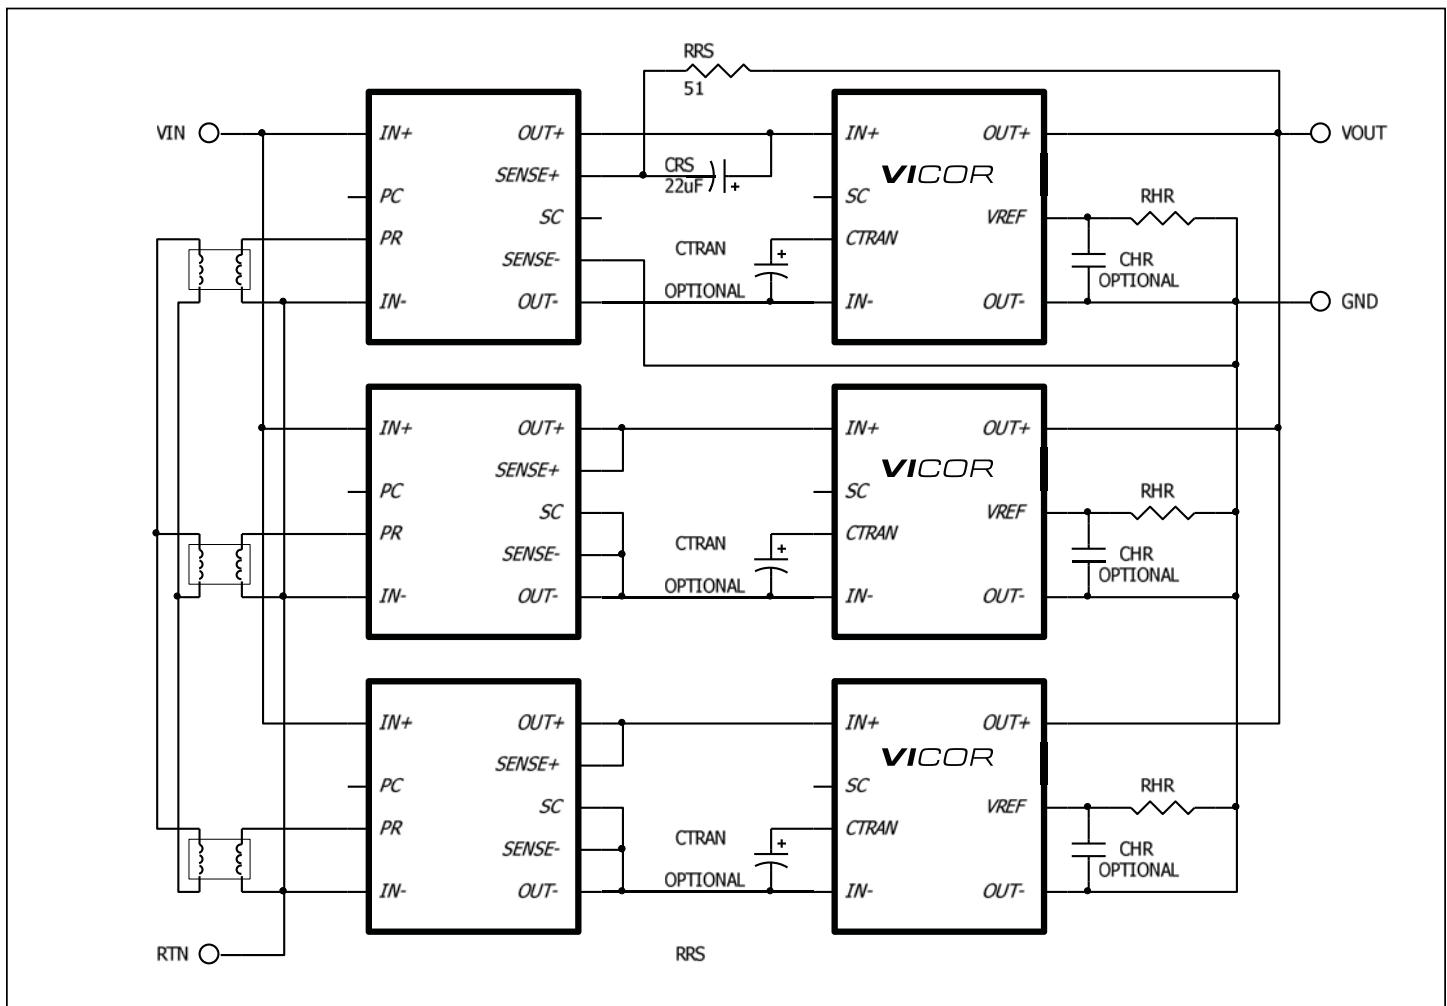 RRS
51
VIN
IN+
OUT+
IN+
OUT+
VOUT
CRS
SENSE+
VICOR
22uF
+
PC
SC
RHR
SC
VREF
PR
CTRAN
+
CTRAN
SENSE-
CHR
OPTIONAL
OPTIONAL
IN-
OUT-
IN-
OUT-
GND
IN+
OUT+
IN+
OUT+
SENSE+
VICOR
PC
SC
RHR
SC
VREF
PR
CTRAN
+
CTRAN
SENSE-
CHR
OPTIONAL
OPTIONAL
IN-
OUT-
IN-
OUT-
IN+
OUT+
IN+
OUT+
SENSE+
VICOR
PC
SC
RHR
SC
VREF
PR
CTRAN
+
CTRAN
SENSE-
CHR
OPTIONAL
OPTIONAL
IN-
OUT-
IN-
OUT-
RTN
RRS